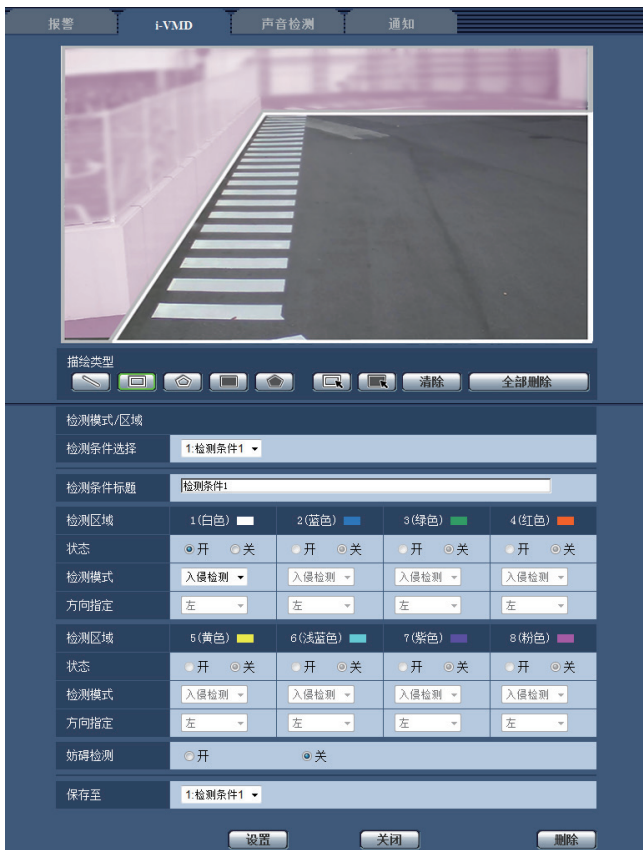 报警 i-VMD 声音检测 通知
描绘类型
清除 全部删除
检测模式/区域
检测条件选择 1:检测条件1
检测条件标题 检测条件1
检测区域 1(白色) 2(蓝色) 3(绿色) 4(红色)
状态 开 关 开 关 开 关 开 关
检测模式 入侵检测 入侵检测 入侵检测 入侵检测
方向指定 左 左 左 左
检测区域 5(黄色) 6(浅蓝色) 7(紫色) 8(粉色)
状态 开 关 开 关 开 关 开 关
检测模式 入侵检测 入侵检测 入侵检测 入侵检测
方向指定 左 左 左 左
妨碍检测 开 关
保存至 1:检测条件1
设置 关闭 删除